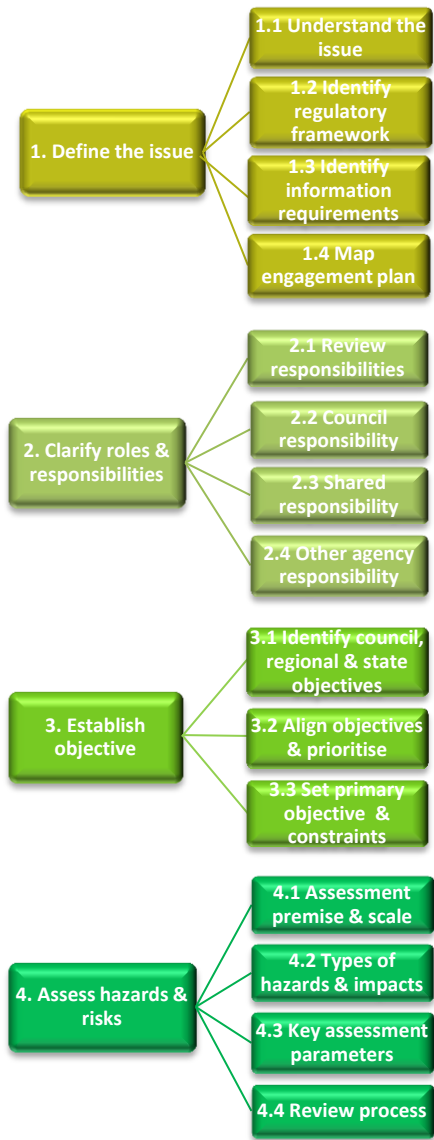 1. Define the issue
1.1 Understand the
issue
1.2 Identify
regulatory
framework
1.3 Identify
information
requirements
1.4 Map
engagement plan
2. Clarify roles &
responsibilities
2.1 Review
responsibilities
2.2 Council
responsibility
2.3 Shared
responsibility
2.4 Other agency
responsibility
3. Establish
objective
3.1 Identify council,
regional & state
objectives
3.2 Align objectives
& prioritise
3.3 Set primary
objective &
constraints
4. Assess hazards &
risks
4.1 Assessment
premise & scale
4.2 Types of
hazards & impacts
4.3 Key assessment
parameters
4.4 Review process